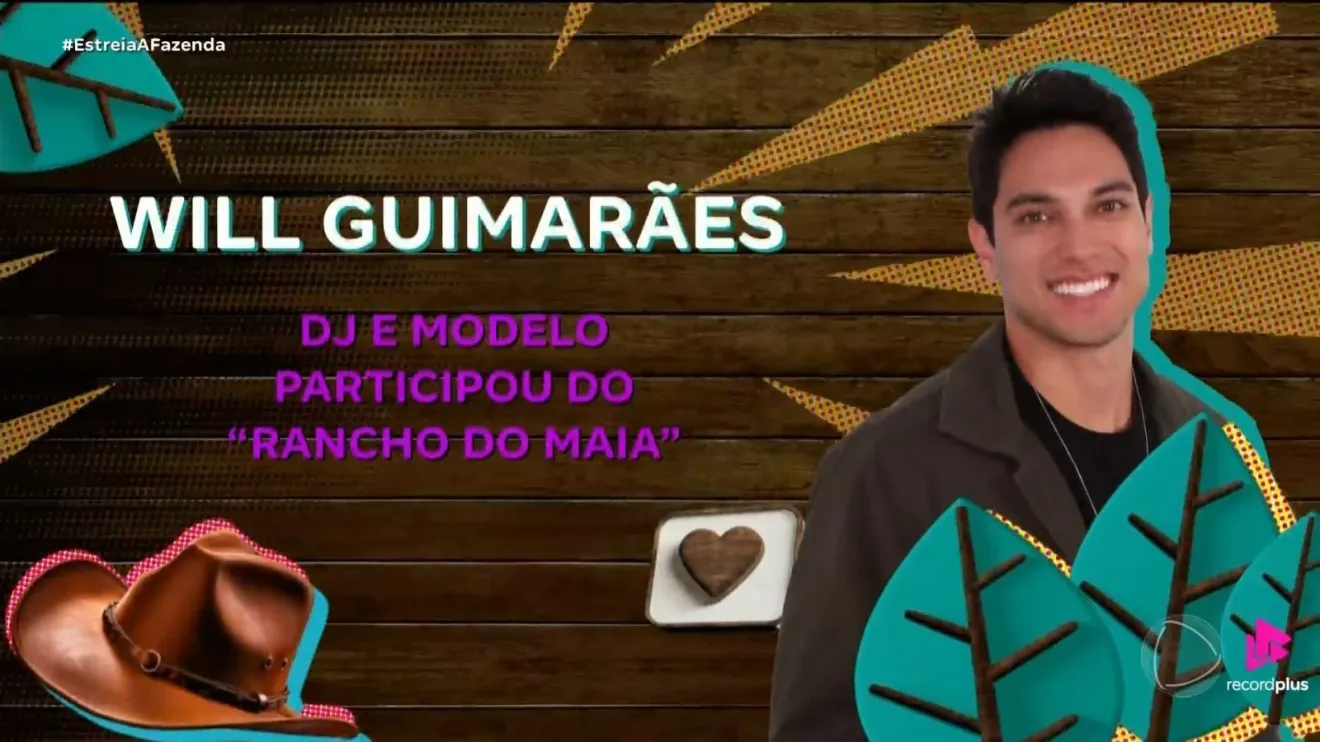 #EstreiaAFazenda
WILL GUIMARÃES
DJ E MODELO
PARTICIPOU DO
“RANCHO DO MAIA”
recordplus